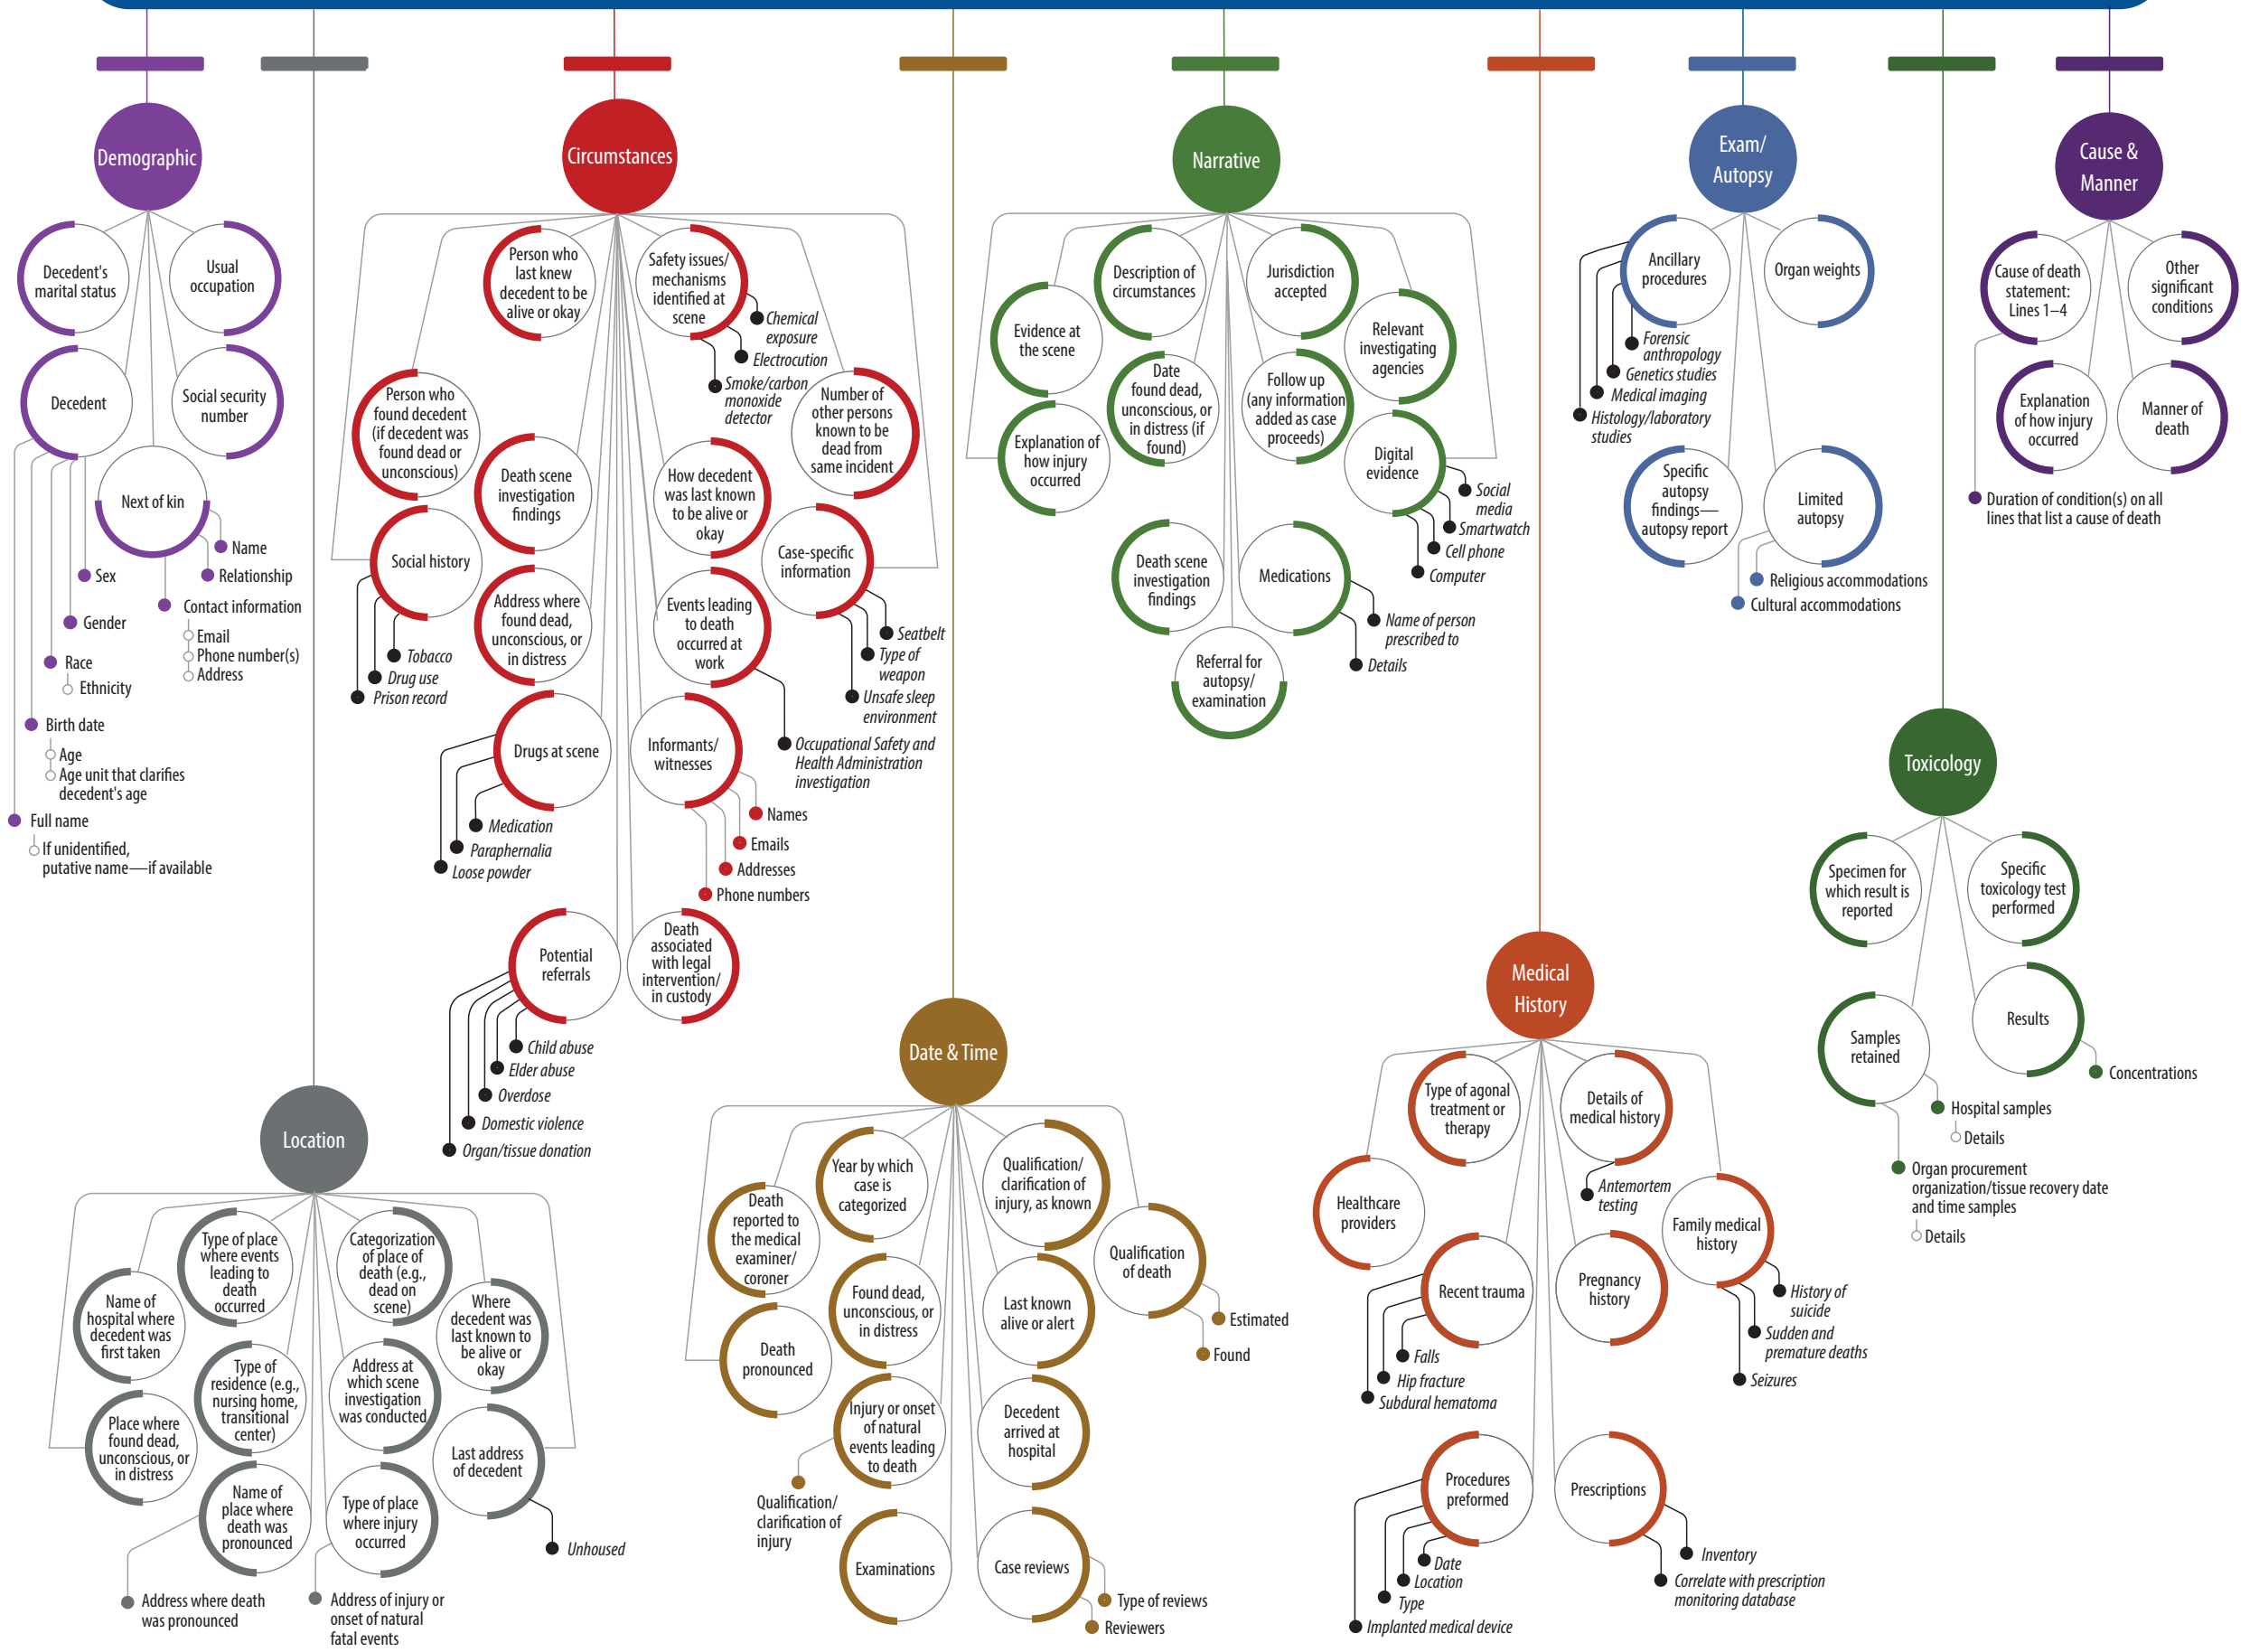 Demographic
Decedent's
marital status
Usual
occupation
Decedent
Social security
number
Next of kin
Name
Relationship
Contact information
Email
Phone number(s)
Address
Sex
Gender
Race
Ethnicity
Birth date
Age
Age unit that clarifies
decedent's age
Full name
If unidentified,
putative name—if available
Location
Type of place
where events
leading to
death
occurred
Categorization
of place of
death (e.g.,
dead on
scene)
Name of
hospital where
decedent was
first taken
Where
decedent was
last known to
be alive or
okay
Type of
residence (e.g.,
nursing home,
transitional
center)
Address at
which scene
investigation
was conducted
Place where
found dead,
unconscious, or
in distress
Last address
of decedent
Unhoused
Name of
place where
death was
pronounced
Address where death
was pronounced
Type of place
where injury
occurred
Address of injury or
onset of natural
fatal events
Circumstances
Person who
last knew
decedent to be
alive or okay
Safety issues/
mechanisms
identified at
scene
Chemical
exposure
Electrocution
Smoke/carbon
monoxide
detector
Person who
found decedent
(if decedent was
found dead or
unconscious)
Number of
other persons
known to be
dead from
same incident
Death scene
investigation
findings
How decedent
was last known
to be alive or
okay
Social history
Tobacco
Drug use
Prison record
Case-specific
information
Seatbelt
Type of
weapon
Unsafe sleep
environment
Address where
found dead,
unconscious, or
in distress
Events leading
to death
occurred at
work
Occupational Safety and
Health Administration
investigation
Drugs at scene
Medication
Paraphernalia
Loose powder
Informants/
witnesses
Names
Emails
Addresses
Phone numbers
Potential
referrals
Child abuse
Elder abuse
Overdose
Domestic violence
Organ/tissue donation
Death
associated
with legal
intervention/
in custody
Date & Time
Year by which
case is
categorized
Qualification/
clarification of
injury, as known
Death
reported to
the medical
examiner/
coroner
Qualification
of death
Estimated
Found
Found dead,
unconscious, or
in distress
Last known
alive or alert
Death
pronounced
Injury or onset
of natural
events leading
to death
Qualification/
clarification of
injury
Decedent
arrived at
hospital
Examinations
Case reviews
Type of reviews
Reviewers
Narrative
Description of
circumstances
Jurisdiction
accepted
Evidence at
the scene
Relevant
investigating
agencies
Date
found dead,
unconscious, or
in distress (if
found)
Follow up
(any information
added as case
proceeds)
Explanation of
how injury
occurred
Digital
evidence
Social
media
Smartwatch
Cell phone
Computer
Death scene
investigation
findings
Medications
Name of person
prescribed to
Details
Referral for
autopsy/
examination
Medical
History
Type of agonal
treatment or
therapy
Details of
medical history
Antemortem
testing
Healthcare
providers
Family medical
history
History of
suicide
Sudden and
premature deaths
Seizures
Recent trauma
Falls
Hip fracture
Subdural hematoma
Pregnancy
history
Procedures
preformed
Date
Location
Type
Implanted medical device
Prescriptions
Inventory
Correlate with prescription
monitoring database
Exam/
Autopsy
Ancillary
procedures
Forensic
anthropology
Genetics studies
Medical imaging
Histology/laboratory
studies
Organ weights
Specific
autopsy
findings—
autopsy report
Limited
autopsy
Religious accommodations
Cultural accommodations
Toxicology
Specimen for
which result is
reported
Specific
toxicology test
performed
Samples
retained
Hospital samples
Details
Organ procurement
organization/tissue recovery date
and time samples
Details
Results
Concentrations
Cause &
Manner
Cause of death
statement:
Lines 1–4
Other
significant
conditions
Explanation
of how injury
occurred
Manner of
death
Duration of condition(s) on all
lines that list a cause of death